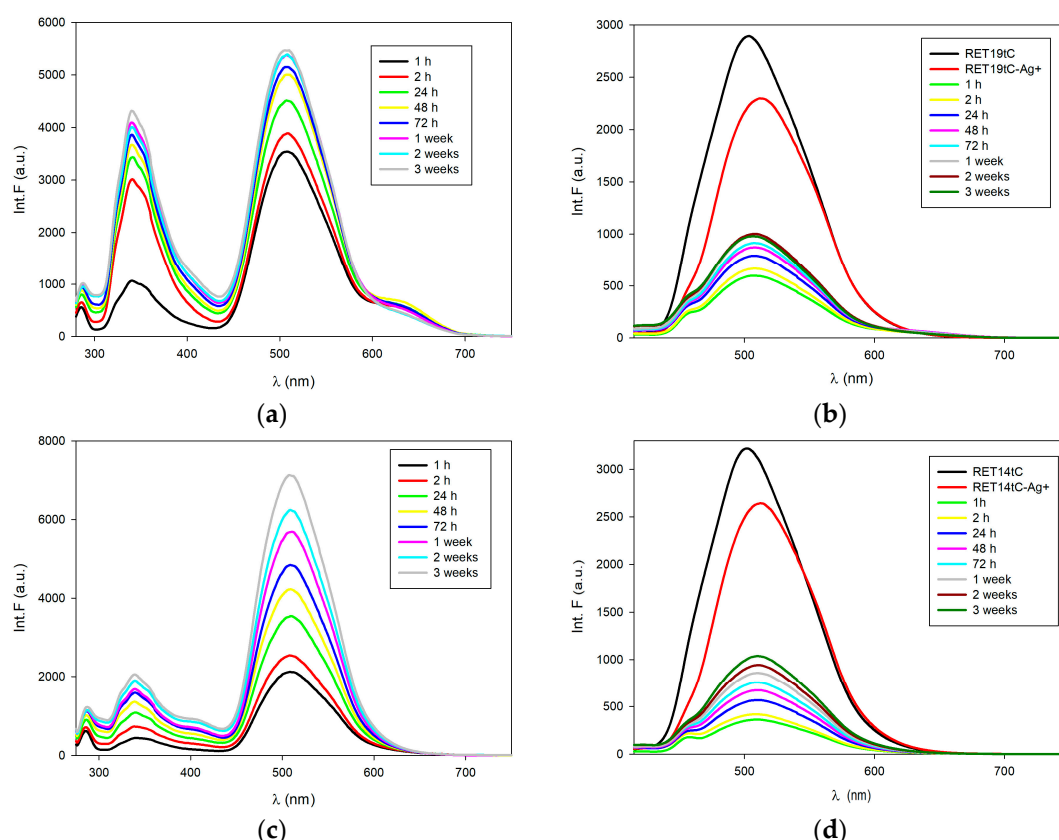 6000
5000
4000
3000
2000
1000
0
300
400
500
600
700
Int.F (a.u.)
λ (nm)
1 h
2 h
24 h
48 h
72 h
1 week
2 weeks
3 weeks
(a)
3000
2500
2000
1500
1000
500
0
500
600
700
Int.F (a.u.)
λ (nm)
RET19tC
RET19tC-Ag+
1 h
2 h
24 h
48 h
72 h
1 week
2 weeks
3 weeks
(b)
8000
6000
4000
2000
0
300
400
500
600
700
Int.F (a.u.)
λ (nm)
1 h
2 h
24 h
48 h
72 h
1 week
2 weeks
3 weeks
(c)
3000
2500
2000
1500
1000
500
0
500
600
700
Int. F (a.u.)
λ (nm)
RET14tC
RET14tC-Ag+
1h
2 h
24 h
48 h
72 h
1 week
2 weeks
3 weeks
(d)